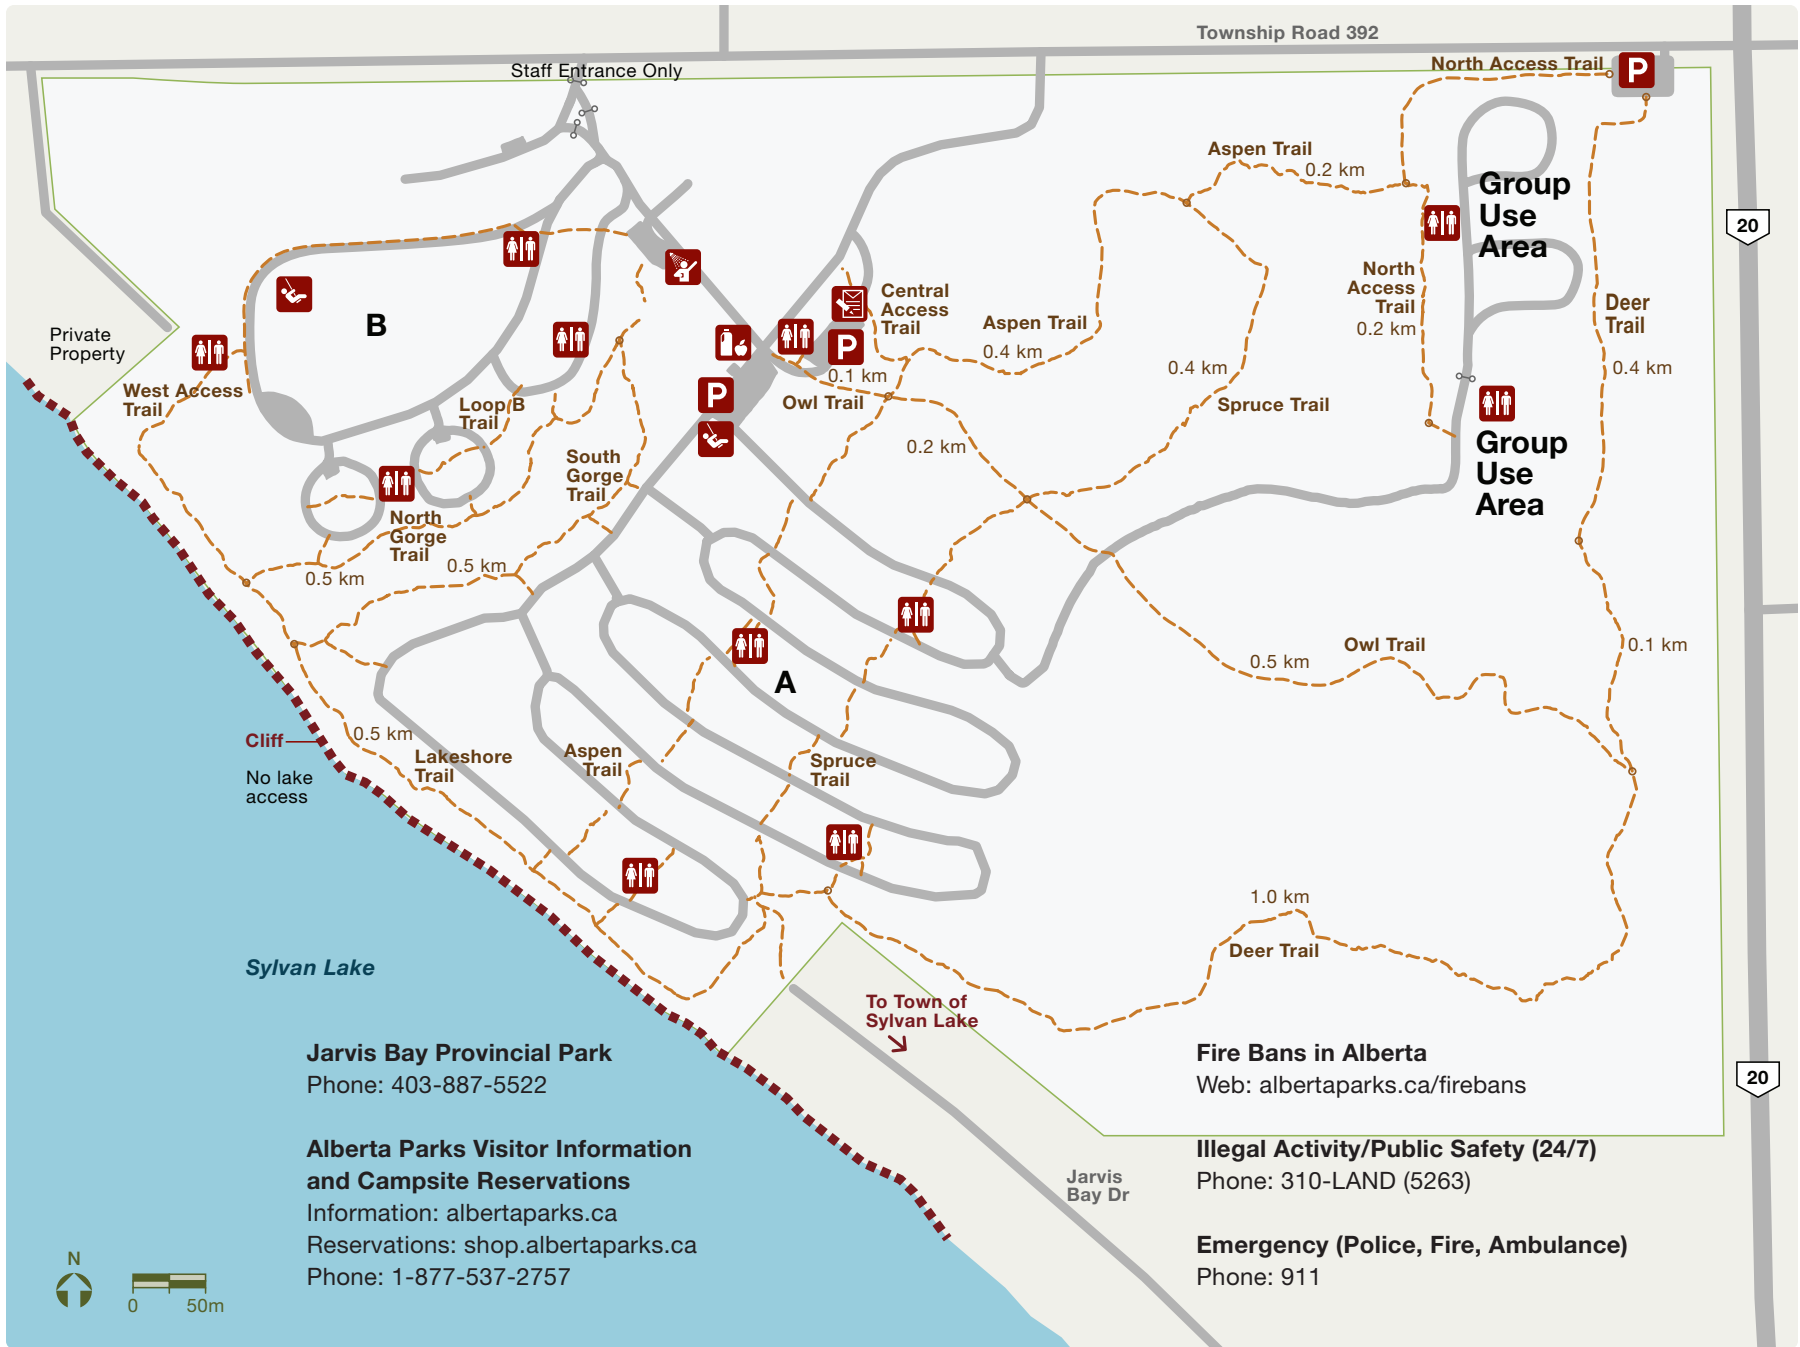 Township Road 392
Staff Entrance Only
North Access Trail
P
Aspen Trail
0.2 km
Group
Use
Area
20
B
Private
Property
West Access
Trail
Central
Access
Trail
Aspen Trail
0.4 km
North
Access
Trail
0.2 km
Deer
Trail
0.4 km
P
0.1 km
Owl Trail
P
0.4 km
Spruce Trail
Loop B
Trail
0.2 km
South
Gorge
Trail
Group
Use
Area
North
Gorge
Trail
0.5 km
0.5 km
A
0.5 km
Owl Trail
0.1 km
Cliff
No lake
access
0.5 km
Lakeshore
Trail
Aspen
Trail
Spruce
Trail
1.0 km
Deer Trail
Sylvan Lake
To Town of
Sylvan Lake
Jarvis
Bay Dr
20
Jarvis Bay Provincial Park
Phone: 403-887-5522
Alberta Parks Visitor Information
and Campsite Reservations
Information: albertaparks.ca
Reservations: shop.albertaparks.ca
Phone: 1-877-537-2757
Fire Bans in Alberta
Web: albertaparks.ca/firebans
Illegal Activity/Public Safety (24/7)
Phone: 310-LAND (5263)
Emergency (Police, Fire, Ambulance)
Phone: 911
N
0 50m